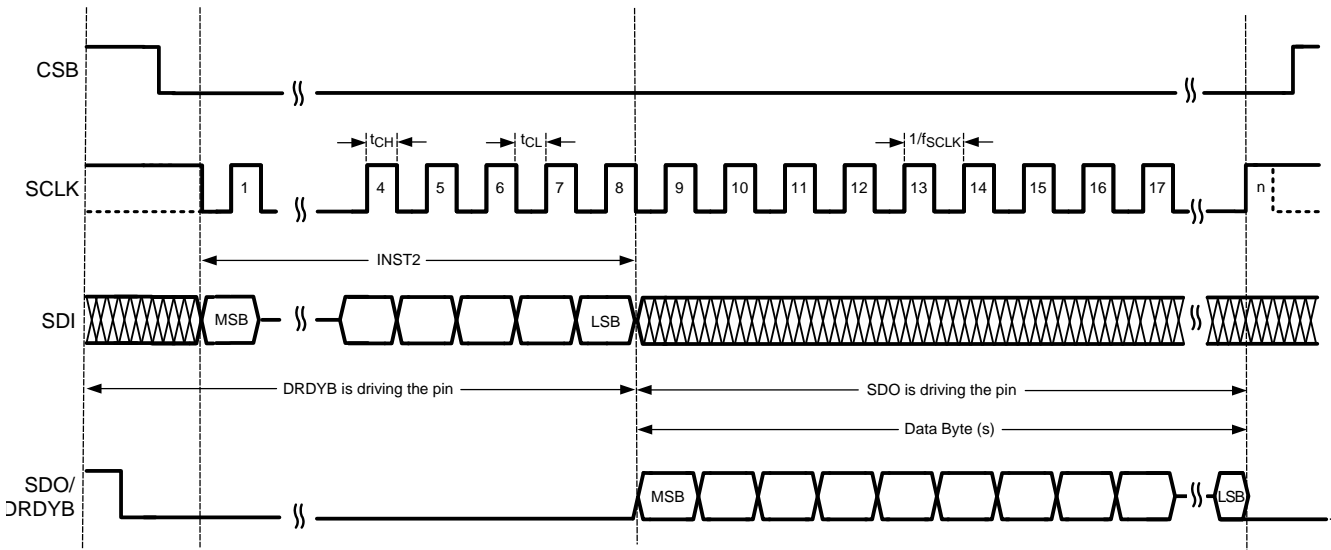 CSB
SCLK
tCH
tCL
1/fSCLK
1
4
5
6
7
8
9
10
11
12
13
14
15
16
17
n
INST2
SDI
MSB
LSB
DRDYB is driving the pin
SDO is driving the pin
Data Byte (s)
SDO/
DRDYB
MSB
LSB